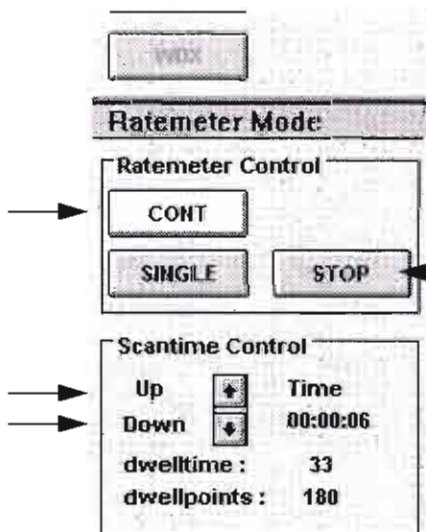 WDX
Ratemeter Mode:
Ratemeter Control
CONT
SINGLE STOP
Scantime Control
Up Time
Down 00:00:06
dwelltime : 33
dwellpoints : 180